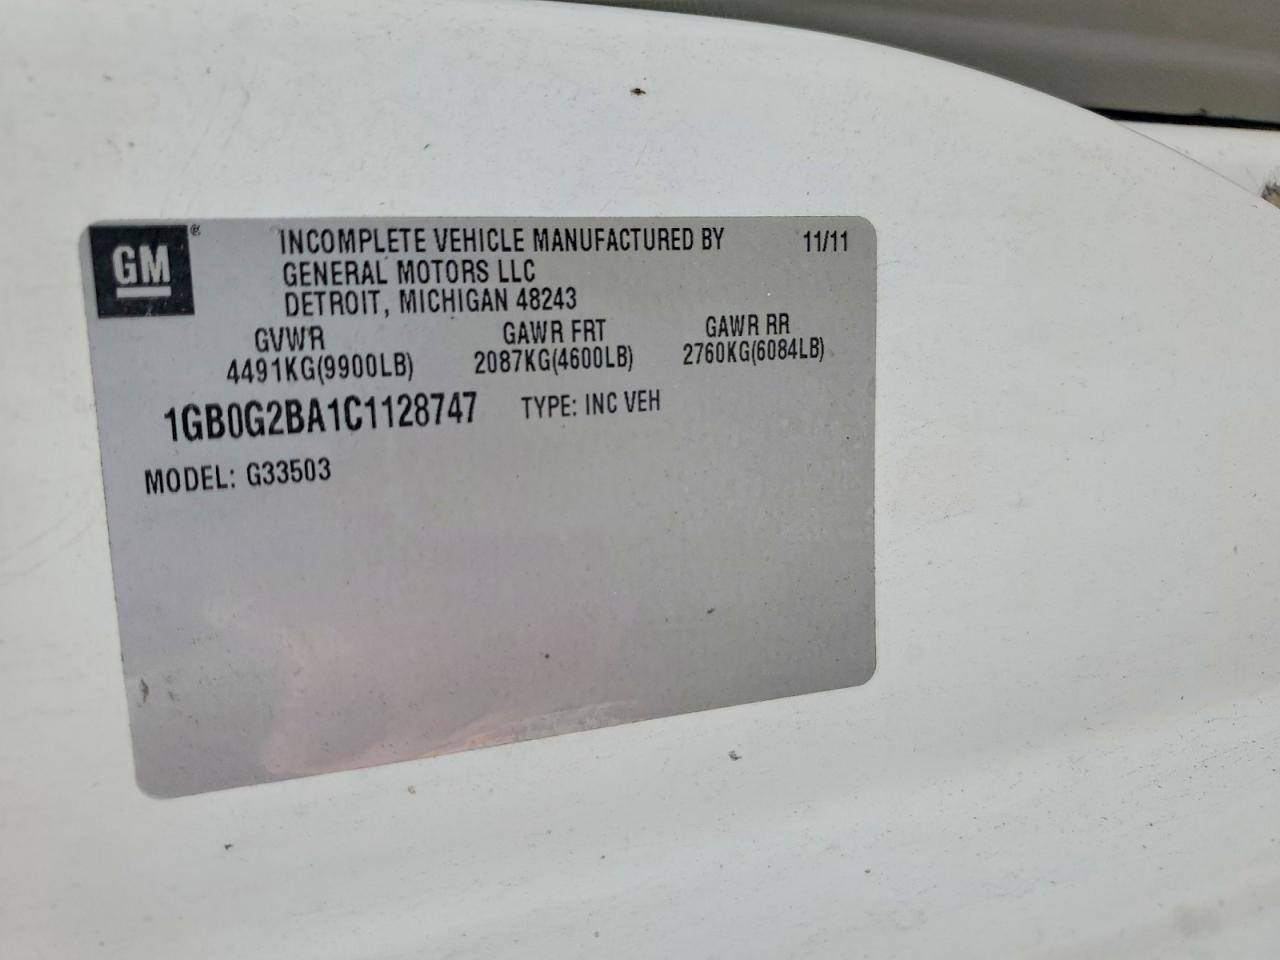 GM®
INCOMPLETE VEHICLE MANUFACTURED BY 11/11
GENERAL MOTORS LLC
DETROIT, MICHIGAN 48243
GVWR GAWR FRT GAWR RR
4491KG(9900LB) 2087KG(4600LB) 2760KG(6084LB)
1GB0G2BA1C1128747 TYPE: INC VEH
MODEL: G33503